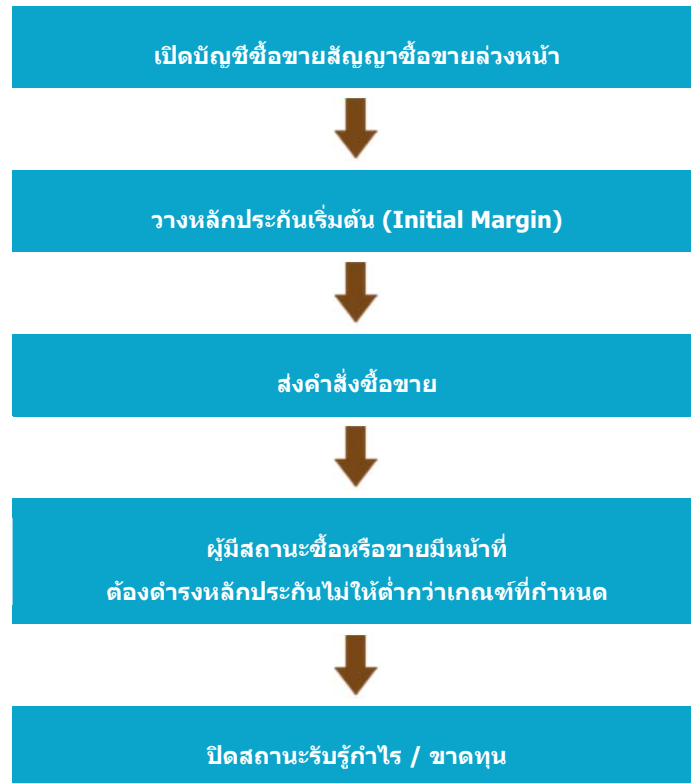 เปิดบัญชีซื้อขายสัญญาซื้อขายล่วงหน้า
วางหลักประกันเริ่มต้น (Initial Margin)
ส่งคำสั่งซื้อขาย
ผู้มีสถานะซื้อหรือขายมีหน้าที่
ต้องดำรงหลักประกันไม่ให้ต่ำกว่าเกณฑ์ที่กำหนด
ปิดสถานะรับรู้กำไร / ขาดทุน